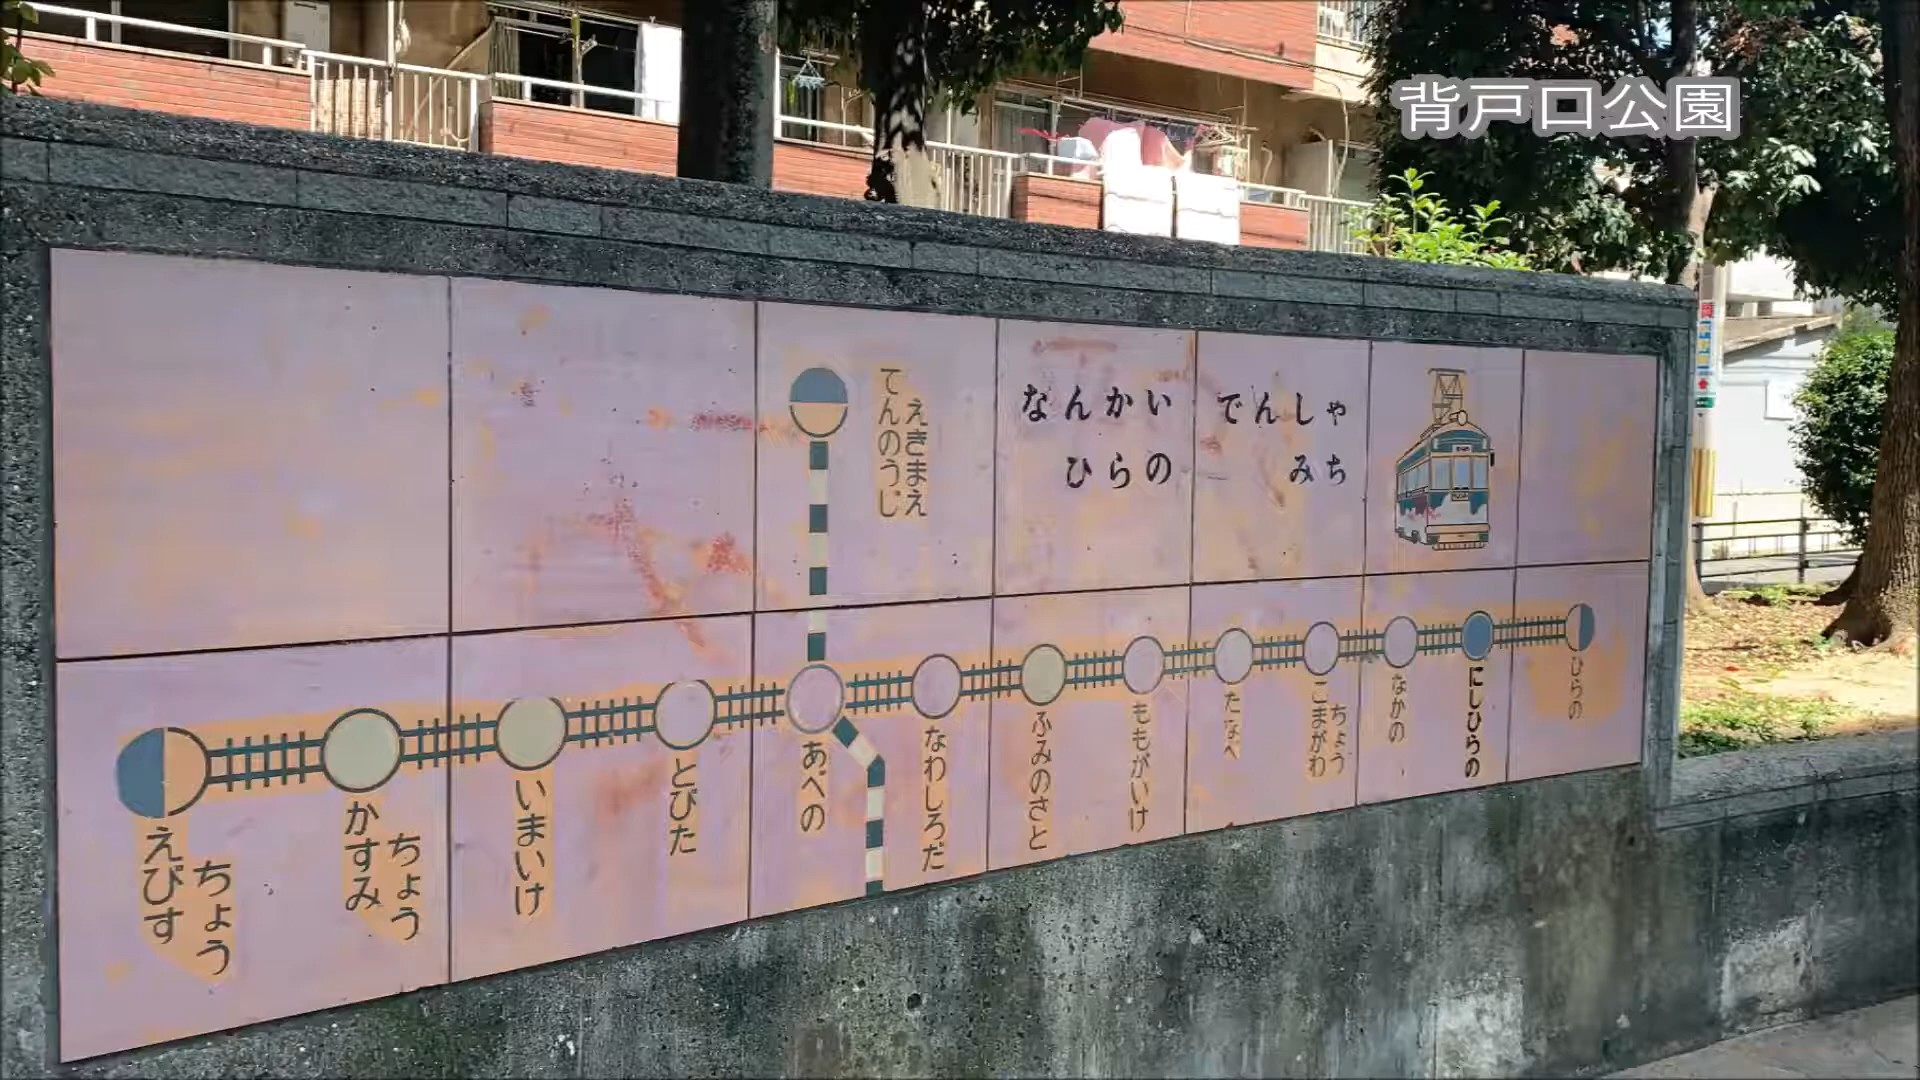 背戸口公園
なんかい でんしゃ
ひらの みち
てんのうじ
えきまえ
えびす
ちょう
かすみ
ちょう
いまいけ
とびた
あべの
なわしろだ
ふみのさと
ももがいけ
たなべ
こまがわ
ちょう
なかの
にしひらの
ひらの